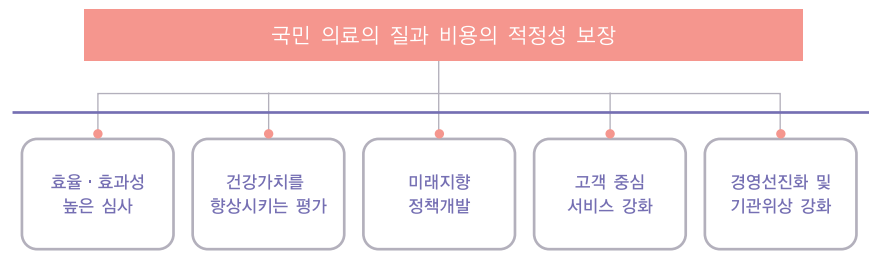 국민 의료의 질과 비용의 적정성 보장
효율·효과성
높은 심사
건강가치를
향상시키는 평가
미래지향
정책개발
고객 중심
서비스 강화
경영선진화 및
기관위상 강화